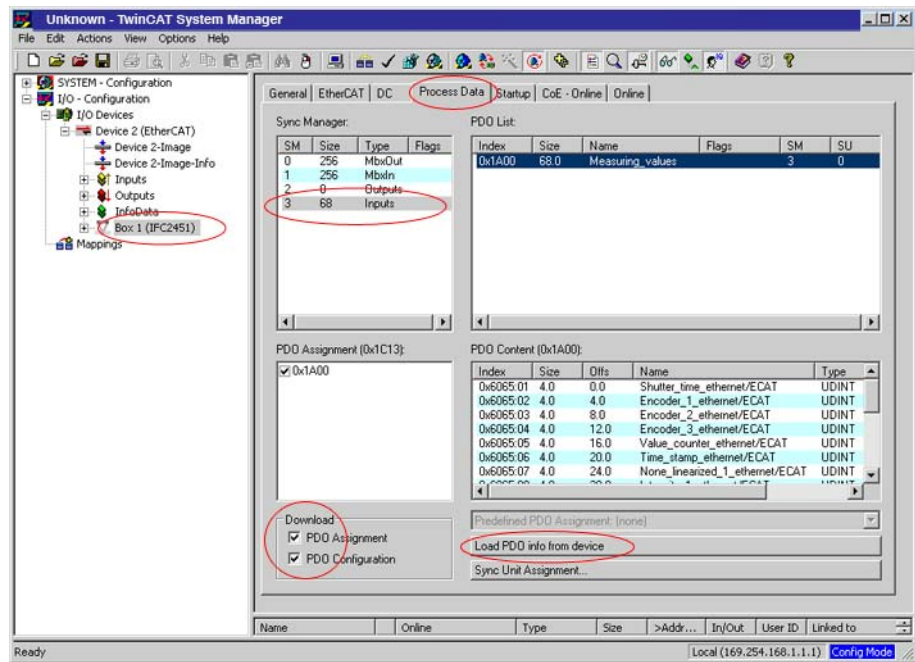 Unknown - TwinCAT System Manager
File Edit Actions View Options Help
SYSTEM - Configuration
I/O - Configuration
I/O Devices
Device 2 (EtherCAT)
Device 2-Image
Device 2-Image-Info
Inputs
Outputs
InfoData
Box 1 (IFC2451)
Mappings
General EtherCAT DC Process Data Startup CoE - Online Online
Sync Manager:
SM Size Type Flags
0 256 MbxOut
1 256 MbxIn
2 0 Outputs
3 68 Inputs
PDO List:
Index Size Name Flags SM SU
0x1A00 68.0 Measuring_values 3 0
PDO Assignment (0x1C13):
0x1A00
PDO Content (0x1A00):
Index Size Offs Name Type
0x6065:01 4.0 0.0 Shutter_time_ethernet/ECAT UDINT
0x6065:02 4.0 4.0 Encoder_1_ethernet/ECAT UDINT
0x6065:03 4.0 8.0 Encoder_2_ethernet/ECAT UDINT
0x6065:04 4.0 12.0 Encoder_3_ethernet/ECAT UDINT
0x6065:05 4.0 16.0 Value_counter_ethernet/ECAT UDINT
0x6065:06 4.0 20.0 Time_stamp_ethernet/ECAT UDINT
0x6065:07 4.0 24.0 None_linearized_1_ethernet/ECAT UDINT
Download
PDO Assignment
PDO Configuration
Predefined PDO Assignment: (none)
Load PDO info from device
Sync Unit Assignment...
Name Online Type Size >Addr... In/Out User ID Linked to
Ready Local (169.254.168.1.1.1) Config Mode